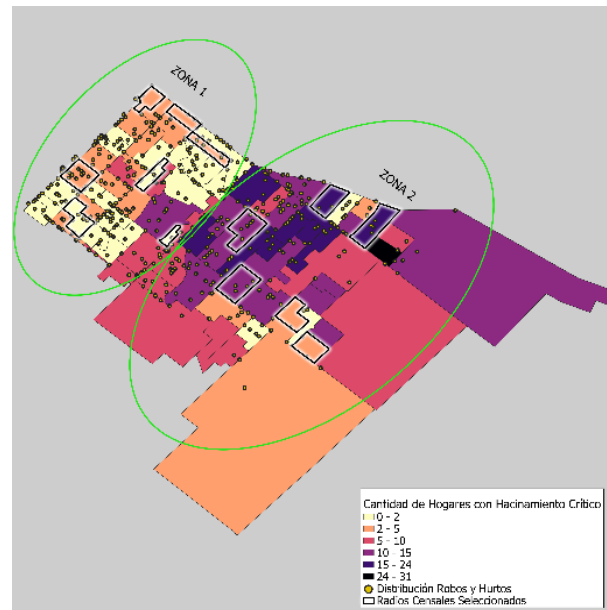 ZONA 1
ZONA 2
Cantidad de Hogares con Hacinamiento Crítico
0 - 2
2 - 5
5 - 10
10 - 15
15 - 24
24 - 31
Distribución Robos y Hurtos
Radios Censales Seleccionados